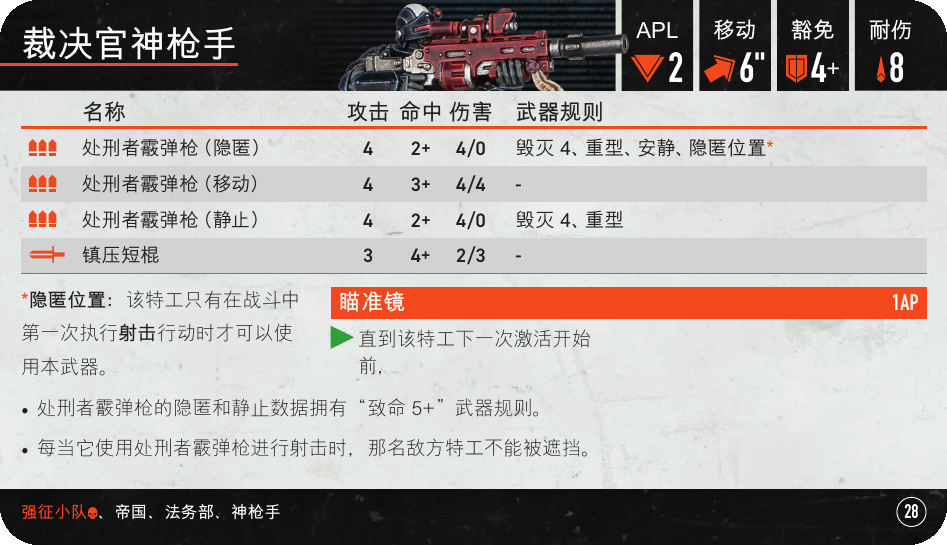 裁决官神枪手
APL 移动 豁免 耐伤
2 6" 4+ 8
名称 攻击 命中 伤害 武器规则
处刑者霰弹枪（隐匿） 4 2+ 4/0 毁灭 4、重型、安静、隐匿位置*
处刑者霰弹枪（移动） 4 3+ 4/4 -
处刑者霰弹枪（静止） 4 2+ 4/0 毁灭 4、重型
镇压短棍 3 4+ 2/3 -
*隐匿位置：该特工只有在战斗中
第一次执行射击行动时才可以使
用本武器。
瞄准镜 1AP
直到该特工下一次激活开始
前，
• 处刑者霰弹枪的隐匿和静止数据拥有“致命 5+”武器规则。
• 每当它使用处刑者霰弹枪进行射击时，那名敌方特工不能被遮挡。
强征小队、帝国、法务部、神枪手
28